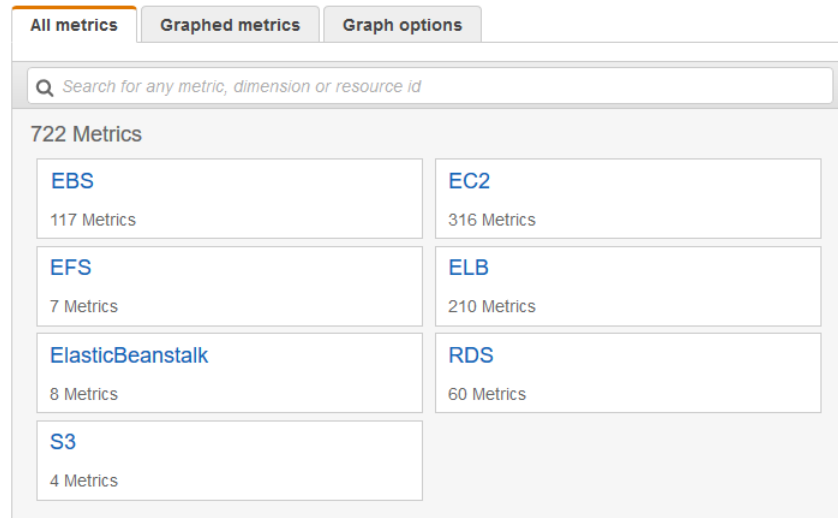 All metrics Graphed metrics Graph options
Search for any metric, dimension or resource id
722 Metrics
EBS
117 Metrics
EC2
316 Metrics
EFS
7 Metrics
ELB
210 Metrics
ElasticBeanstalk
8 Metrics
RDS
60 Metrics
S3
4 Metrics